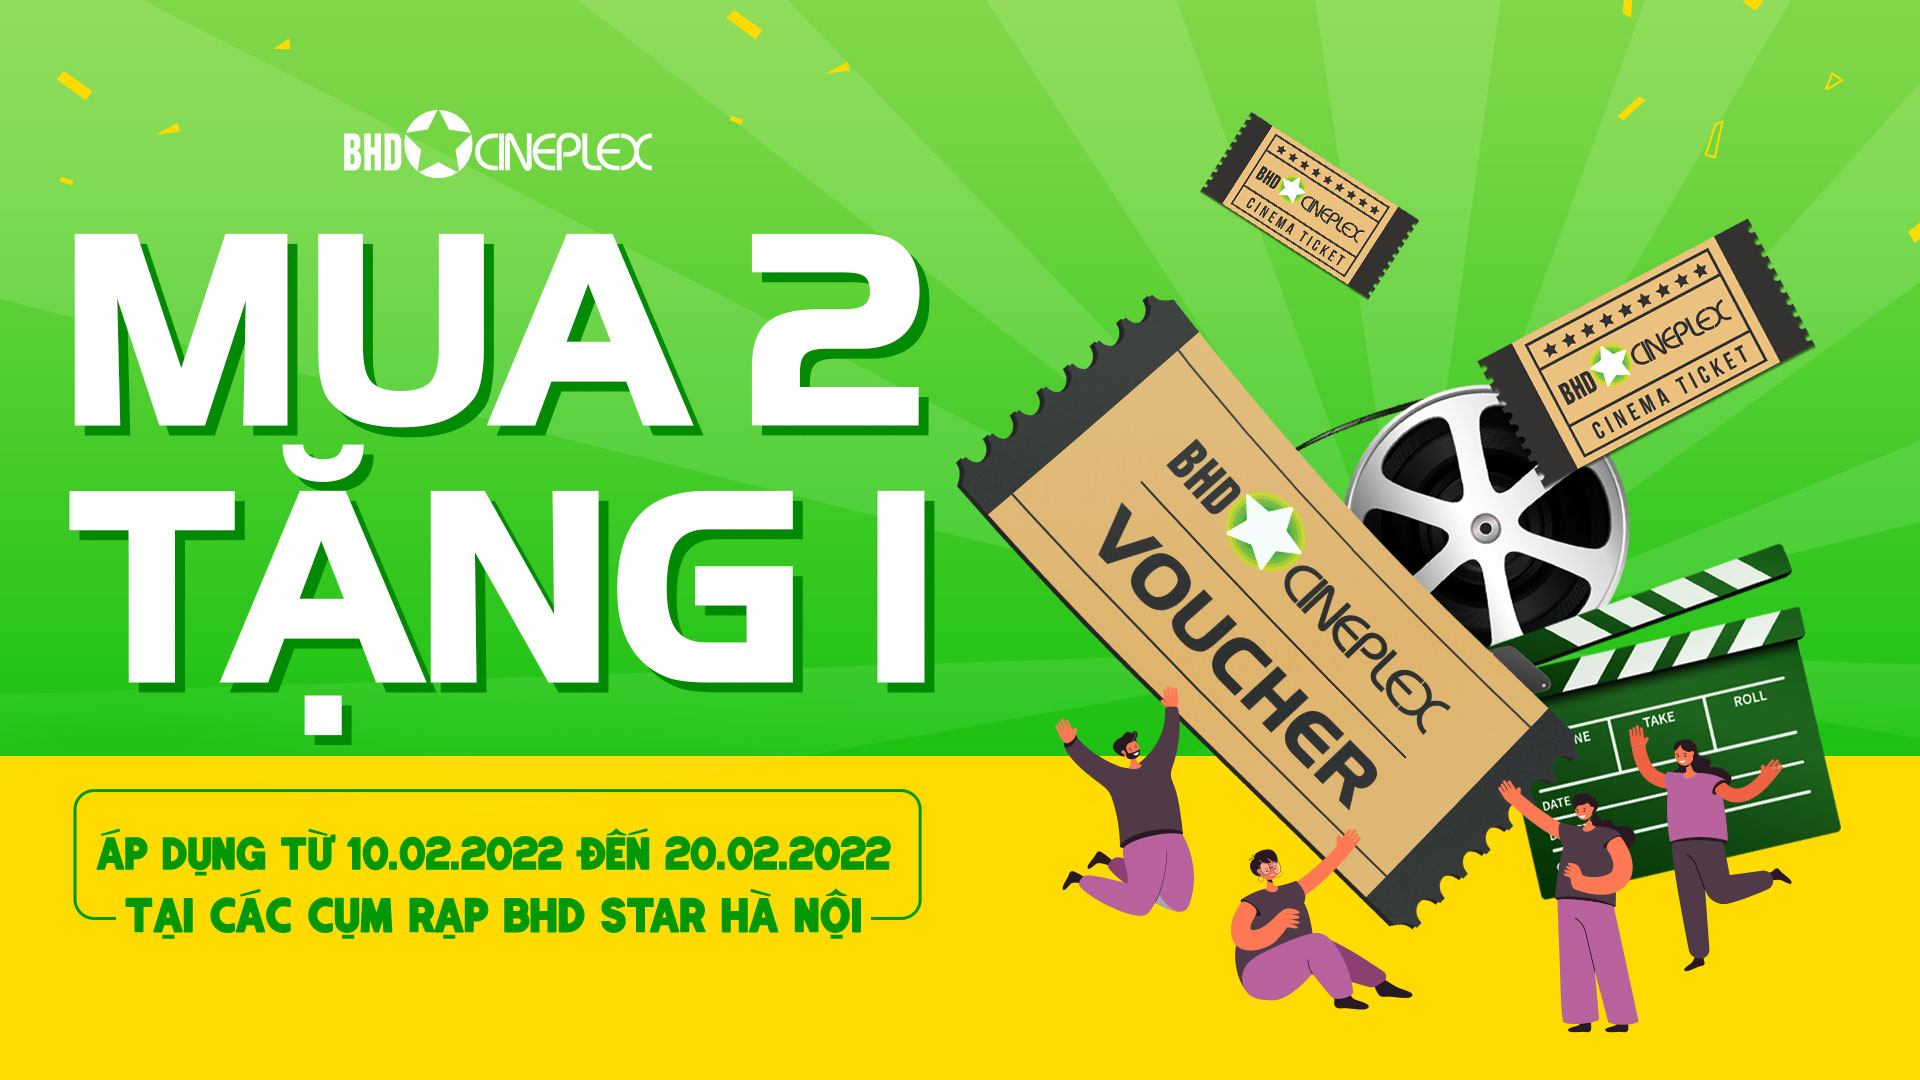 BHD CINEPLEX
MUA 2
TẶNG 1
ÁP DỤNG TỪ 10.02.2022 ĐẾN 20.02.2022
TẠI CÁC CỤM RẠP BHD STAR HÀ NỘI
BHD CINEPLEX
CINEMA TICKET
BHD CINEPLEX
CINEMA TICKET
BHD CINEPLEX
VOUCHER
TAKE
ROLL
DATE